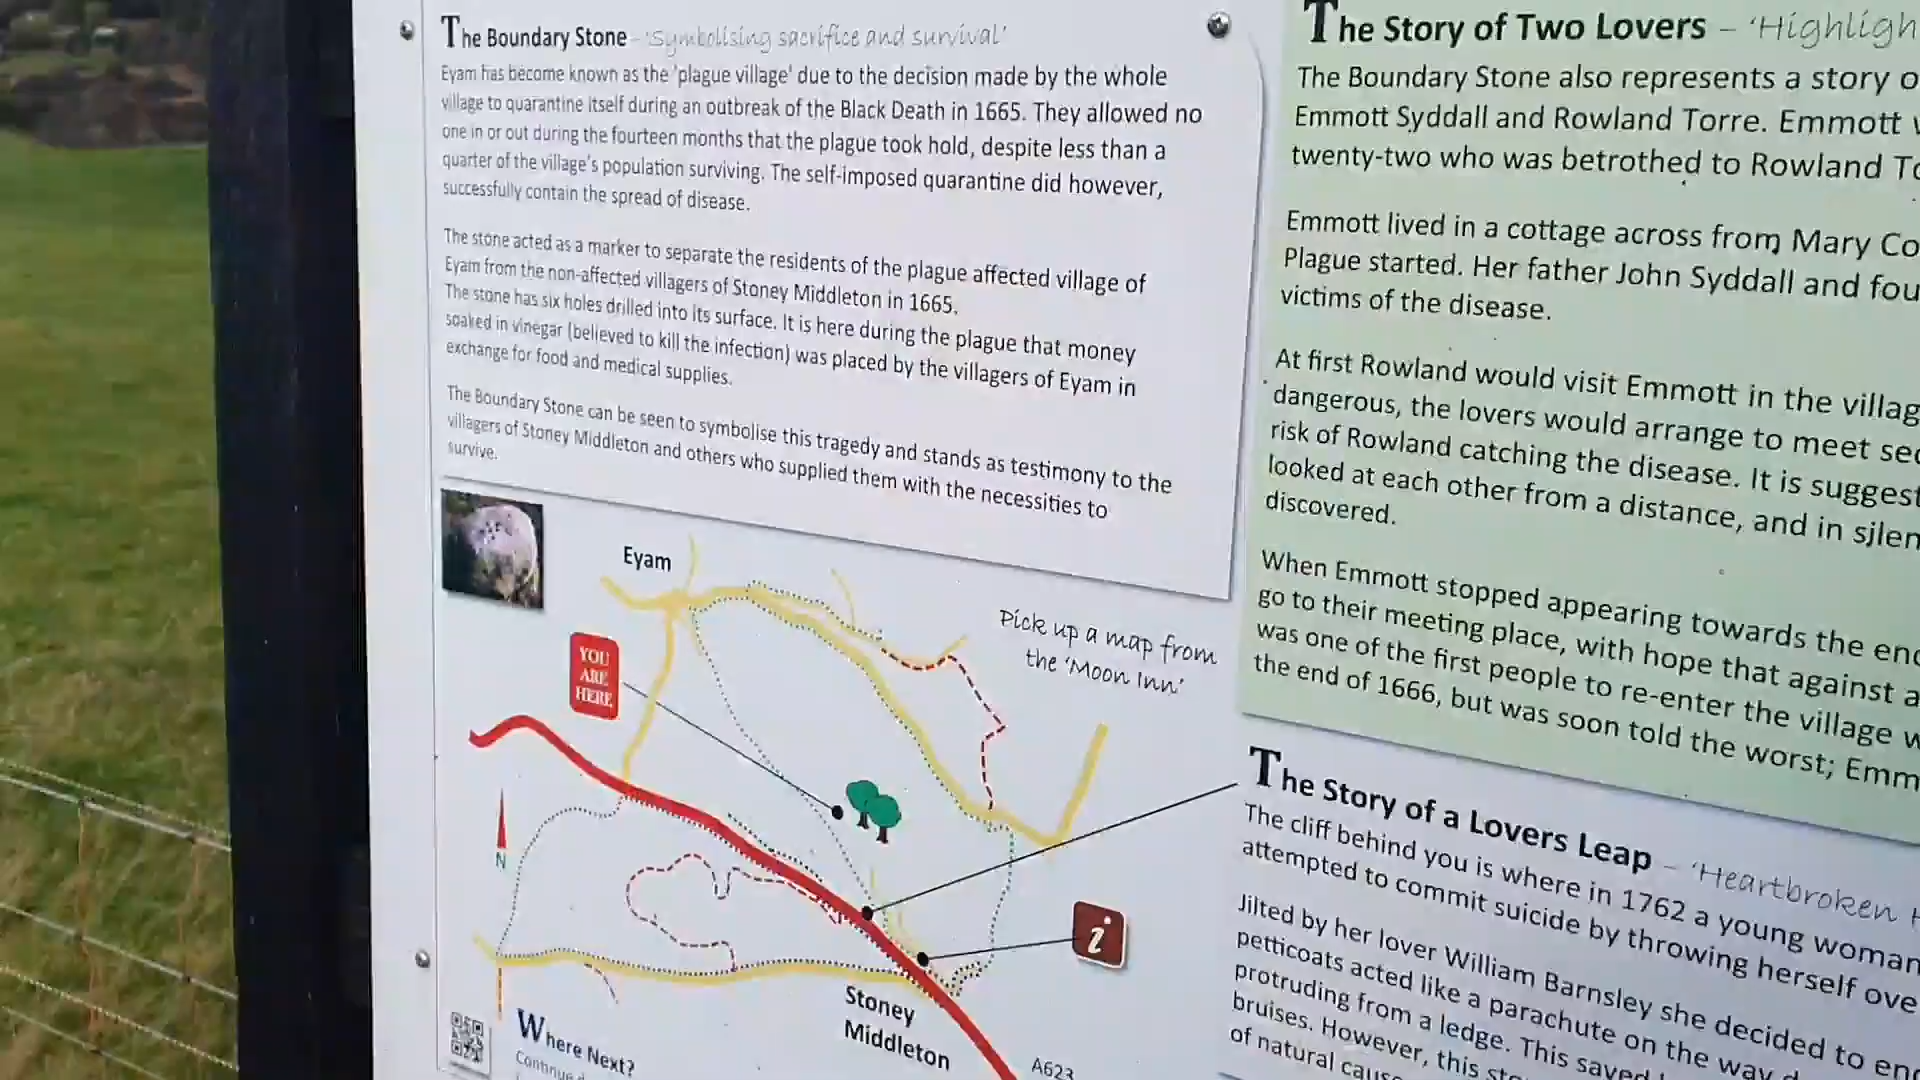 The Boundary Stone - 'Symbolising sacrifice and survival'
Eyam has become known as the 'plague village' due to the decision made by the whole
village to quarantine itself during an outbreak of the Black Death in 1665. They allowed no
one in or out during the fourteen months that the plague took hold, despite less than a
quarter of the village's population surviving. The self-imposed quarantine did however,
successfully contain the spread of disease.
The stone acted as a marker to separate the residents of the plague affected village of
Eyam from the non-affected villagers of Stoney Middleton in 1665.
The stone has six holes drilled into its surface. It is here during the plague that money
soaked in vinegar (believed to kill the infection) was placed by the villagers of Eyam in
exchange for food and medical supplies.
The Boundary Stone can be seen to symbolise this tragedy and stands as testimony to the
villagers of Stoney Middleton and others who supplied them with the necessities to
survive.
Eyam
Pick up a map from
the 'Moon Inn'
YOU
ARE
HERE
N
i
Stoney
Middleton
A623
Where Next?
Continue
The Story of Two Lovers – 'Highligh
The Boundary Stone also represents a story o
Emmott Syddall and Rowland Torre. Emmott
twenty-two who was betrothed to Rowland To
Emmott lived in a cottage across from Mary Co
Plague started. Her father John Syddall and fou
victims of the disease.
At first Rowland would visit Emmott in the villag
dangerous, the lovers would arrange to meet sec
risk of Rowland catching the disease. It is suggest
looked at each other from a distance, and in silen
discovered.
When Emmott stopped appearing towards the end
go to their meeting place, with hope that against a
was one of the first people to re-enter the village w
the end of 1666, but was soon told the worst; Emm
The Story of a Lovers Leap – 'Heartbroken
The cliff behind you is where in 1762 a young woman
attempted to commit suicide by throwing herself ove
Jilted by her lover William Barnsley she decided to en
petticoats acted like a parachute on the way d
protruding from a ledge. This saved
bruises. However, this sto
of natural caus